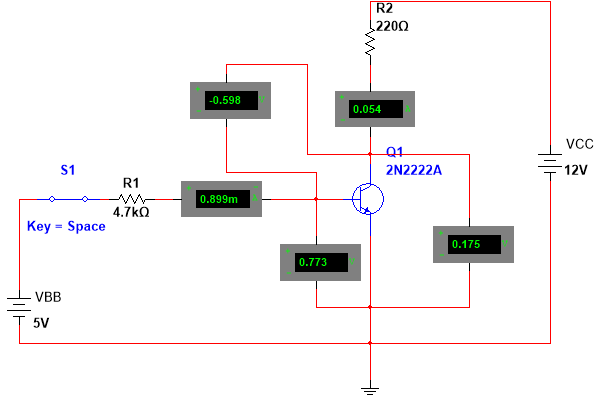 R2
220Ω
-0.598
0.054
Q1
2N2222A
VCC
12V
S1
R1
4.7kΩ
0.899m
Key = Space
0.773
0.175
VBB
5V